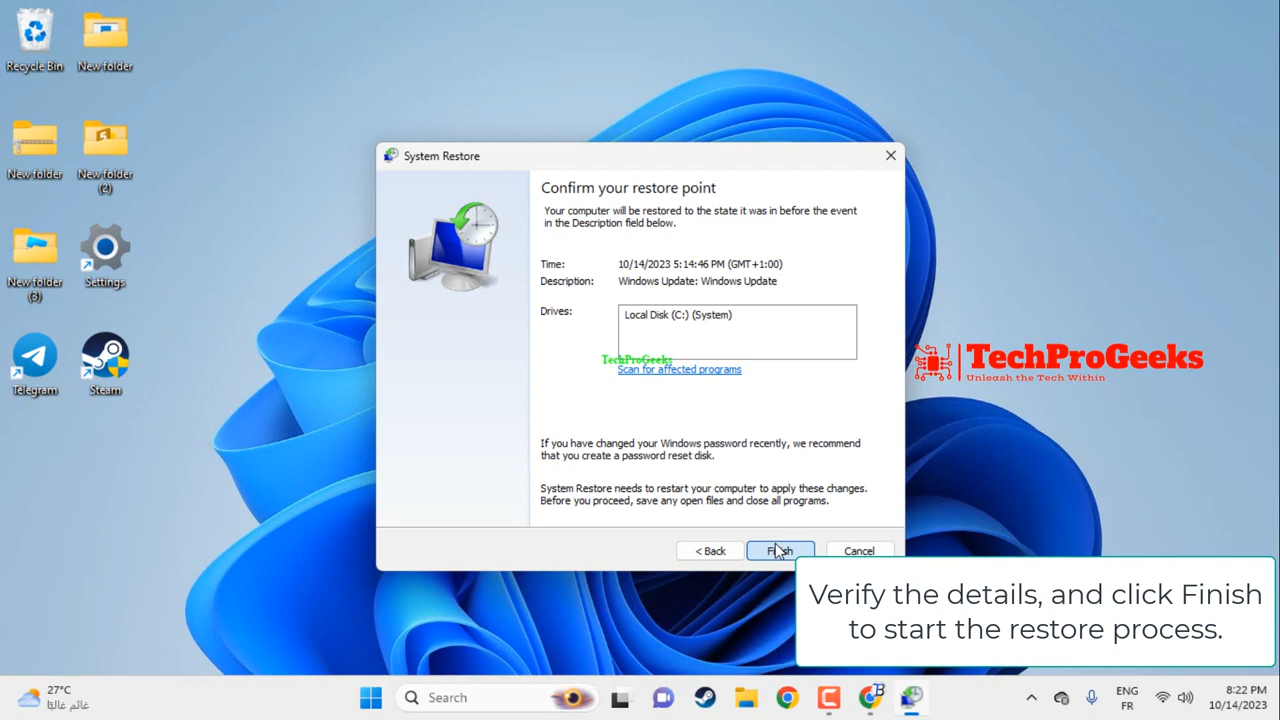 Recycle Bin
New folder
New folder
New folder
(2)
New folder
(3)
Settings
Telegram
Steam
System Restore
Confirm your restore point
Your computer will be restored to the state it was in before the event
in the Description field below.
Time: 10/14/2023 5:14:46 PM (GMT+1:00)
Description: Windows Update: Windows Update
Drives: Local Disk (C:) (System)
TechProGeeks
Scan for affected programs
If you have changed your Windows password recently, we recommend
that you create a password reset disk.
System Restore needs to restart your computer to apply these changes.
Before you proceed, save any open files and close all programs.
< Back
Finish
Cancel
TechProGeeks
Unleash the Tech Within
Verify the details, and click Finish
to start the restore process.
27°C
غائم غالبًا
Search
ENG
FR
8:22 PM
10/14/2023